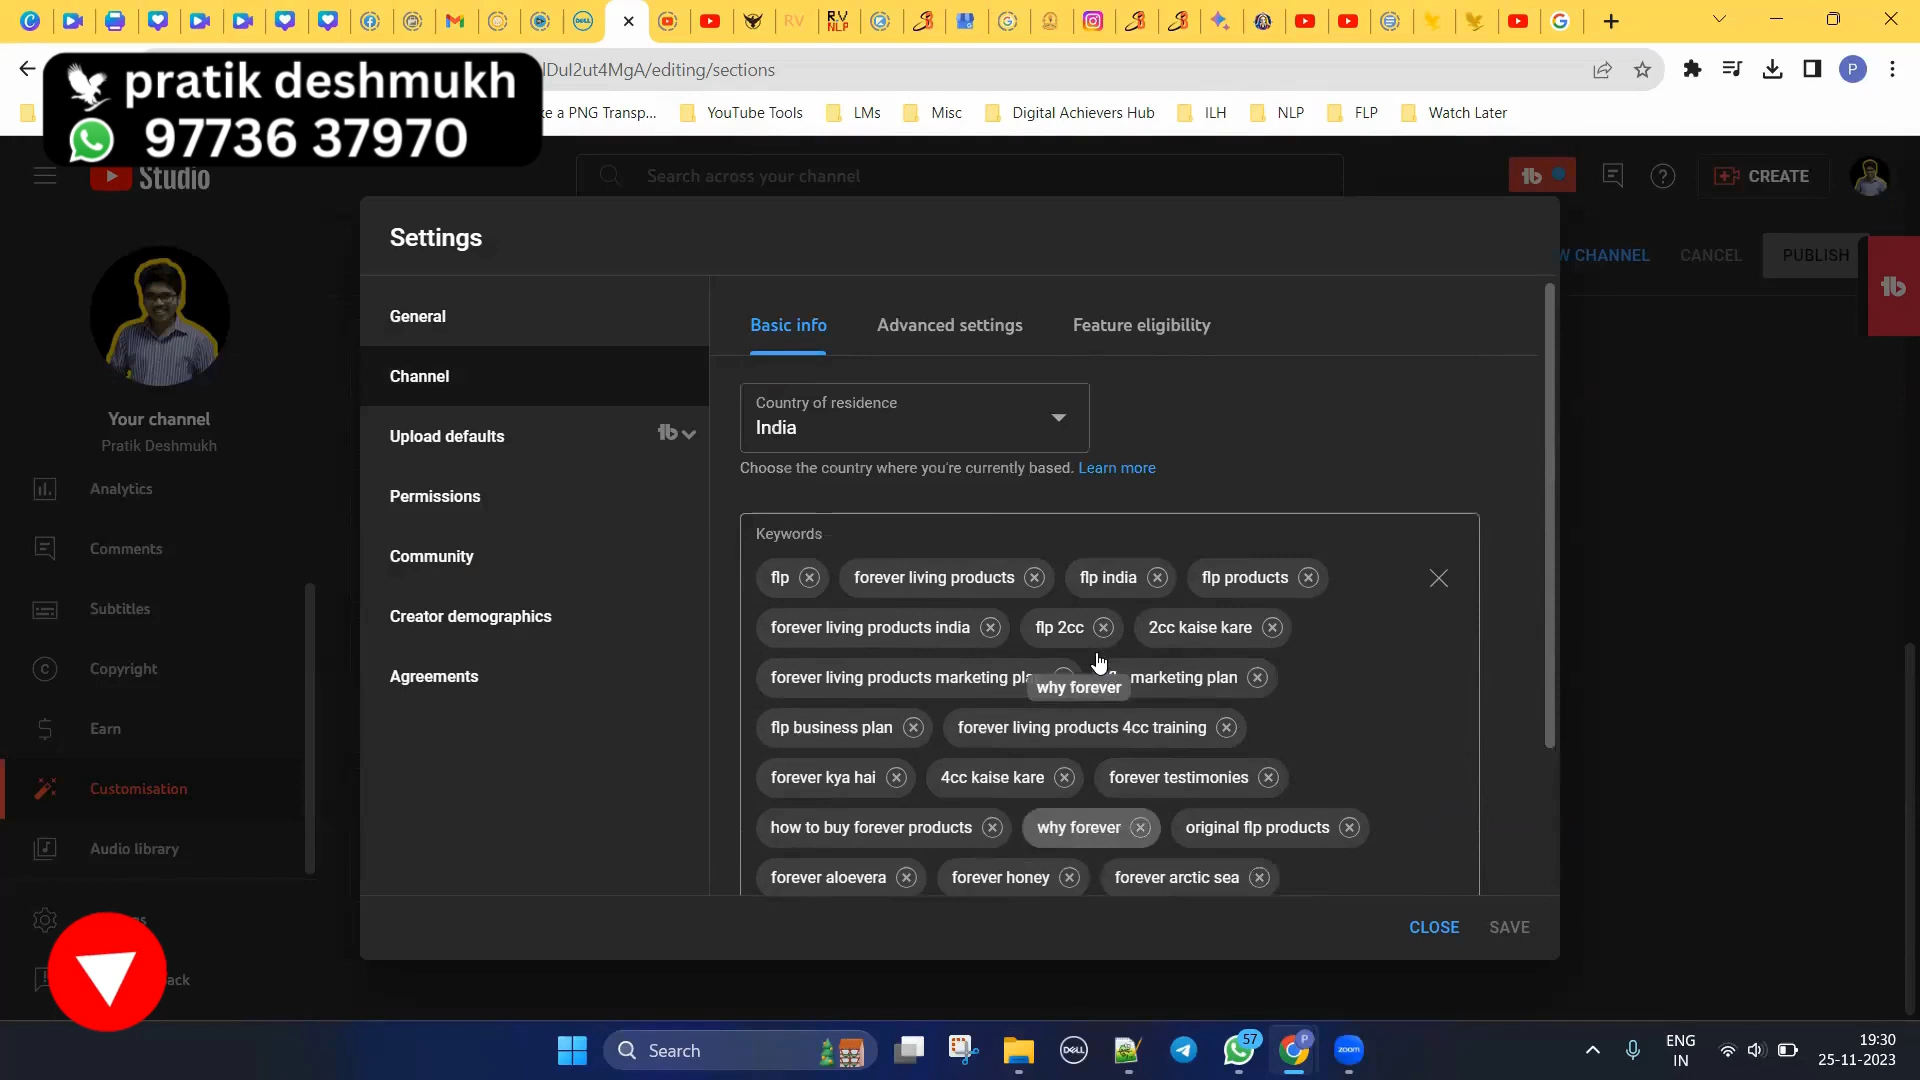 pratik deshmukh
97736 37970
IDuI2ut4MgA/editing/sections
P
ke a PNG Transp...
YouTube Tools
LMs
Misc
Digital Achievers Hub
ILH
NLP
FLP
Watch Later
Studio
Search across your channel
CREATE
W CHANNEL
CANCEL
PUBLISH
Your channel
Pratik Deshmukh
Analytics
Comments
Subtitles
Copyright
Earn
Customisation
Audio library
Settings
General
Channel
Upload defaults
Permissions
Community
Creator demographics
Agreements
Basic info
Advanced settings
Feature eligibility
Country of residence
India
Choose the country where you're currently based. Learn more
Keywords
flp
forever living products
flp india
flp products
forever living products india
flp 2cc
2cc kaise kare
forever living products marketing pla
marketing plan
why forever
flp business plan
forever living products 4cc training
forever kya hai
4cc kaise kare
forever testimonies
how to buy forever products
why forever
original flp products
forever aloevera
forever honey
forever arctic sea
CLOSE
SAVE
Search
57
zoom
ENG
IN
19:30
25-11-2023